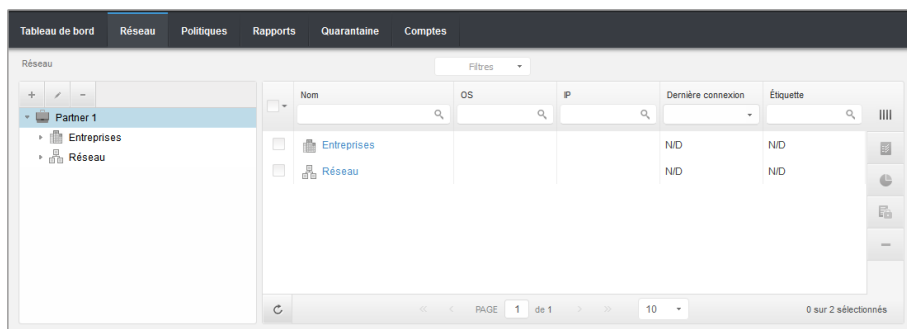 Tableau de bord Réseau Politiques Rapports Quarantaine Comptes
Réseau
Filtres
Partner 1
Entreprises
Réseau
Nom OS IP Dernière connexion Étiquette
Entreprises N/D N/D
Réseau N/D N/D
PAGE 1 de 1 10 0 sur 2 sélectionnés